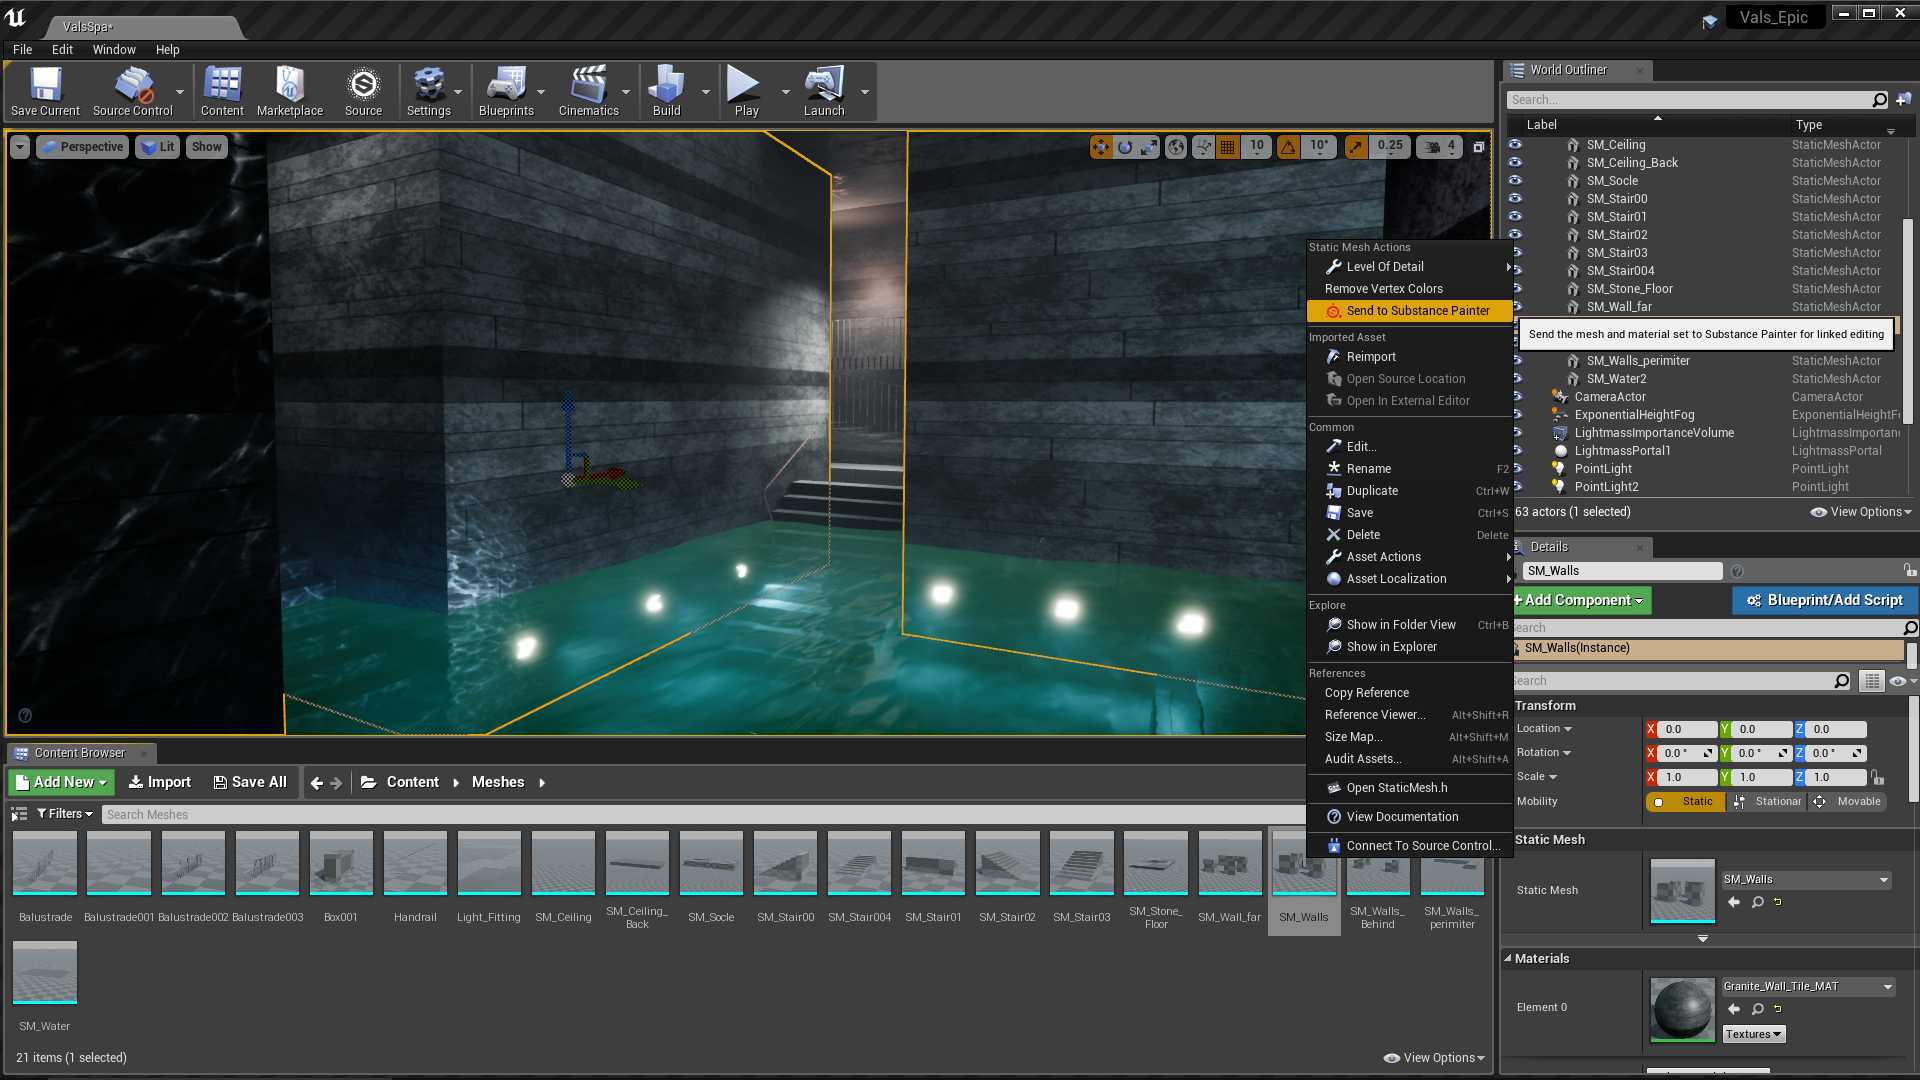 ValsSpa*
Vals_Epic
File Edit Window Help
Save Current
Source Control
Content
Marketplace
Source
Settings
Blueprints
Cinematics
Build
Play
Launch
Perspective
Lit
Show
10
10°
0.25
4
World Outliner
Search...
Label Type
SM_Ceiling StaticMeshActor
SM_Ceiling_Back StaticMeshActor
SM_Socle StaticMeshActor
SM_Stair00 StaticMeshActor
SM_Stair01 StaticMeshActor
SM_Stair02 StaticMeshActor
SM_Stair03 StaticMeshActor
SM_Stair004 StaticMeshActor
SM_Stone_Floor StaticMeshActor
SM_Wall_far StaticMeshActor
Send the mesh and material set to Substance Painter for linked editing
SM_Walls_perimiter StaticMeshActor
SM_Water2 StaticMeshActor
CameraActor CameraActor
ExponentialHeightFog ExponentialHeightF
LightmassImportanceVolume LightmassImportan
LightmassPortal1 LightmassPortal
PointLight PointLight
PointLight2 PointLight
63 actors (1 selected) View Options
Static Mesh Actions
Level Of Detail
Remove Vertex Colors
Send to Substance Painter
Imported Asset
Reimport
Open Source Location
Open In External Editor
Common
Edit...
Rename F2
Duplicate Ctrl+W
Save Ctrl+S
Delete Delete
Asset Actions
Asset Localization
Explore
Show in Folder View Ctrl+B
Show in Explorer
References
Copy Reference
Reference Viewer... Alt+Shift+R
Size Map... Alt+Shift+M
Audit Assets... Alt+Shift+A
Open StaticMesh.h
View Documentation
Connect To Source Control...
Details
SM_Walls
+Add Component
Blueprint/Add Script
Search
SM_Walls(Instance)
Search
Transform
Location X 0.0 Y 0.0 Z 0.0
Rotation X 0.0 ° Y 0.0 ° Z 0.0 °
Scale X 1.0 Y 1.0 Z 1.0
Mobility Static Stationar Movable
Static Mesh
Static Mesh
SM_Walls
Materials
Element 0
Granite_Wall_Tile_MAT
Textures
Content Browser
Add New Import Save All Content Meshes
Filters Search Meshes
Balustrade
Balustrade001
Balustrade002
Balustrade003
Box001
Handrail
Light_Fitting
SM_Ceiling
SM_Ceiling_
Back
SM_Socle
SM_Stair00
SM_Stair004
SM_Stair01
SM_Stair02
SM_Stair03
SM_Stone_
Floor
SM_Wall_far
SM_Walls
SM_Walls_
Behind
SM_Walls_
perimiter
SM_Water
21 items (1 selected) View Options